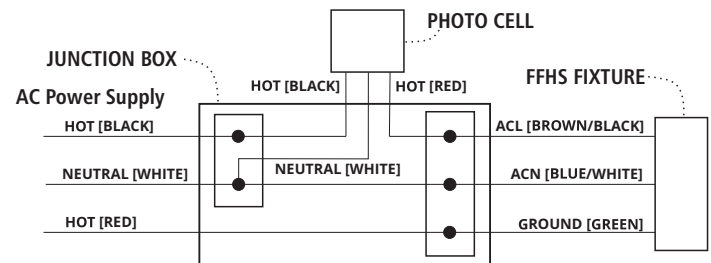 PHOTO CELL
JUNCTION BOX
FFHS FIXTURE
HOT [BLACK]
HOT [RED]
AC Power Supply
HOT [BLACK]
ACL [BROWN/BLACK]
NEUTRAL [WHITE]
NEUTRAL [WHITE]
ACN [BLUE/WHITE]
HOT [RED]
GROUND [GREEN]